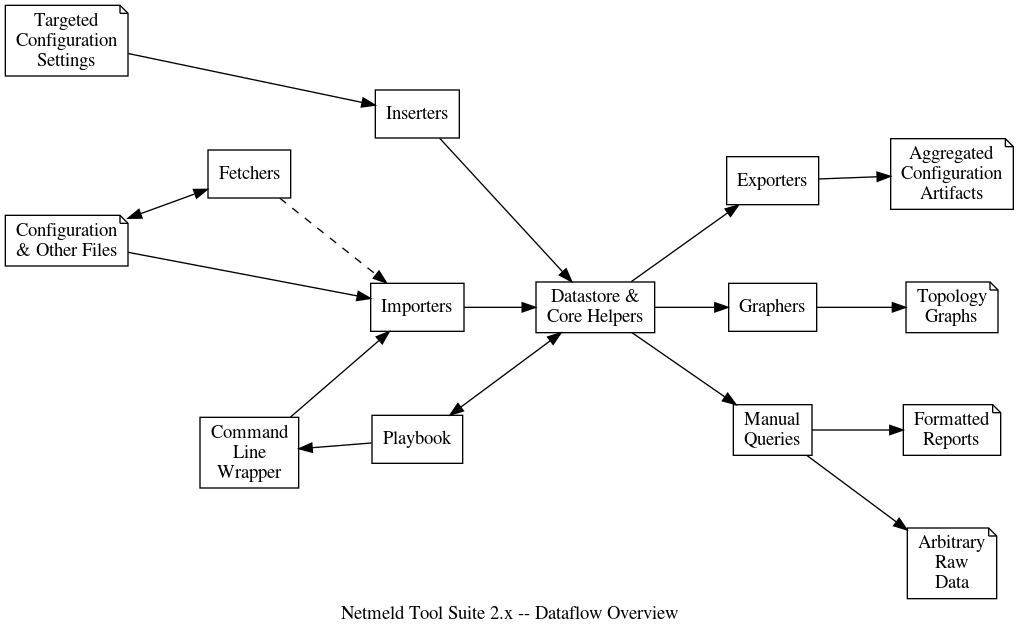 Targeted
Configuration
Settings
Inserters
Fetchers
Configuration
& Other Files
Importers
Command
Line
Wrapper
Playbook
Datastore &
Core Helpers
Exporters
Aggregated
Configuration
Artifacts
Graphers
Topology
Graphs
Manual
Queries
Formatted
Reports
Arbitrary
Raw
Data
Netmeld Tool Suite 2.x -- Dataflow Overview